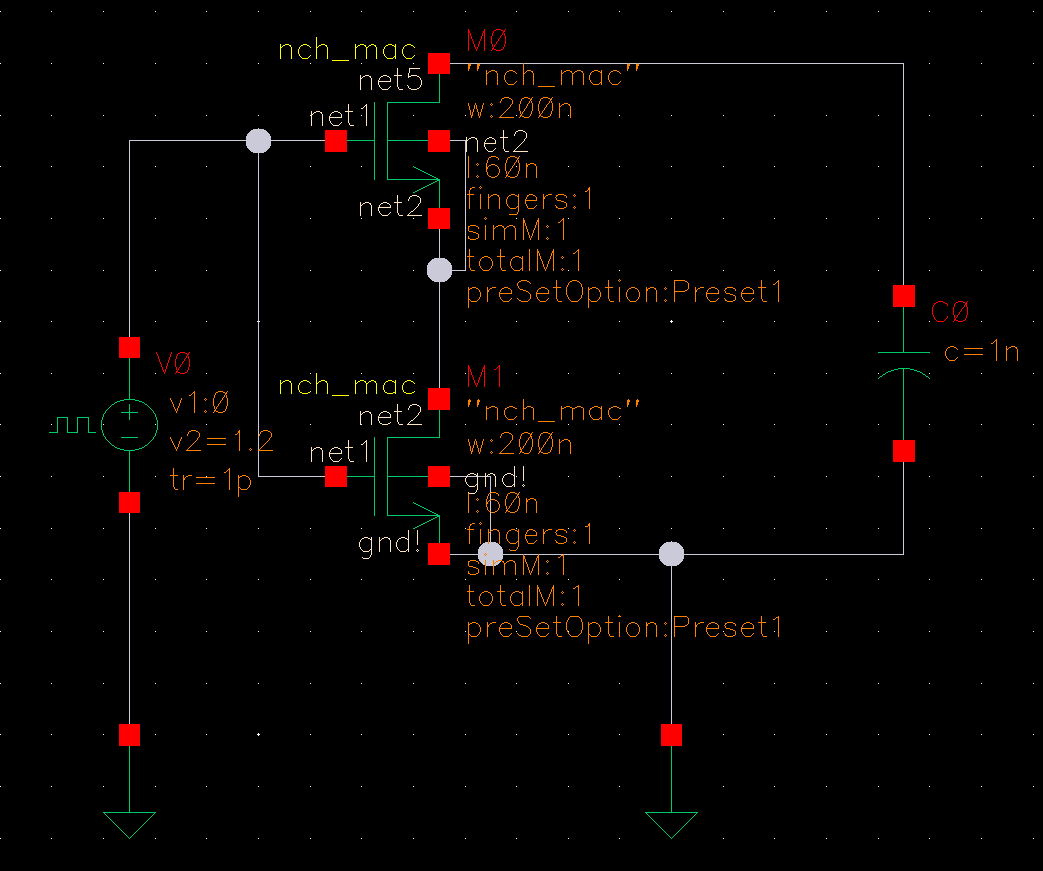 nch_mac
M0
net5
"nch_mac"
w:200n
net1
net2
l:60n
net2
fingers:1
simM:1
totalM:1
preSetOption:Preset1
V0
v1:0
v2=1.2
tr=1p
nch_mac
M1
net2
"nch_mac"
w:200n
net1
gnd!
l:60n
gnd!
fingers:1
simM:1
totalM:1
preSetOption:Preset1
C0
c=1n